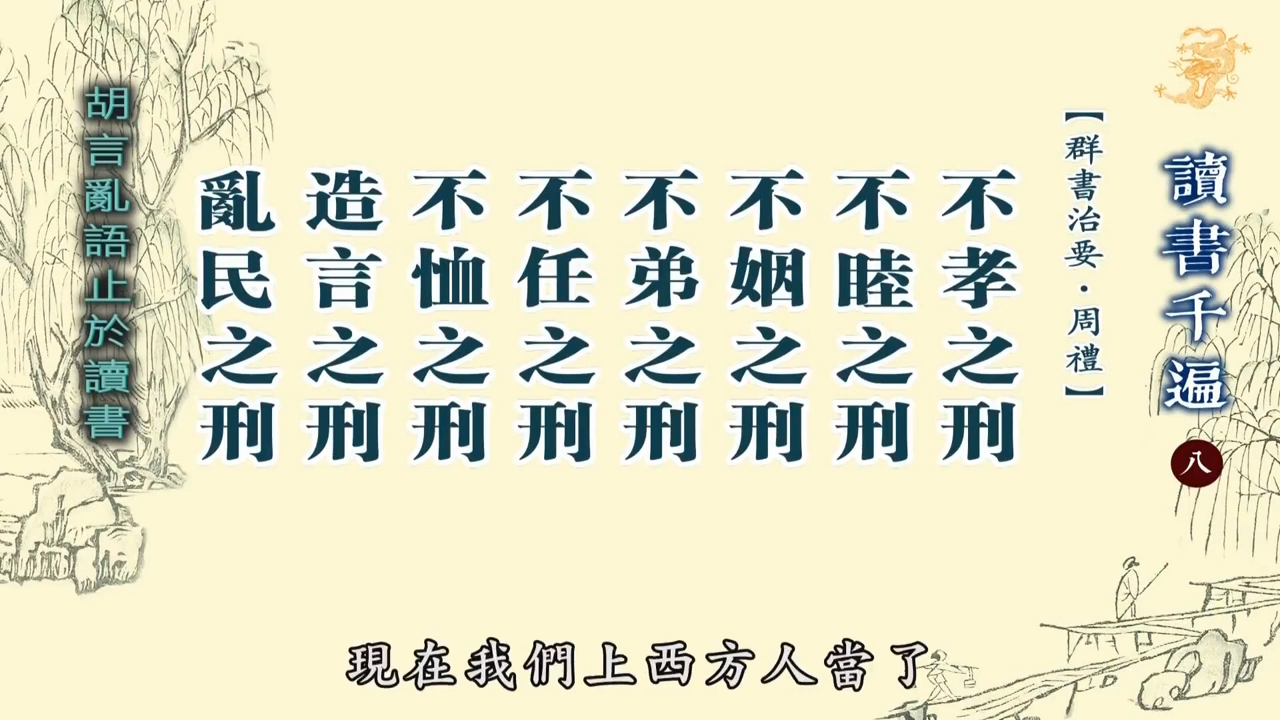 讀書千遍
八
【群書治要·周禮】
不孝之刑
不睦之刑
不姻之刑
不弟之刑
不任之刑
不恤之刑
造言之刑
亂民之刑
胡言亂語止於讀書
現在我們上西方人當了